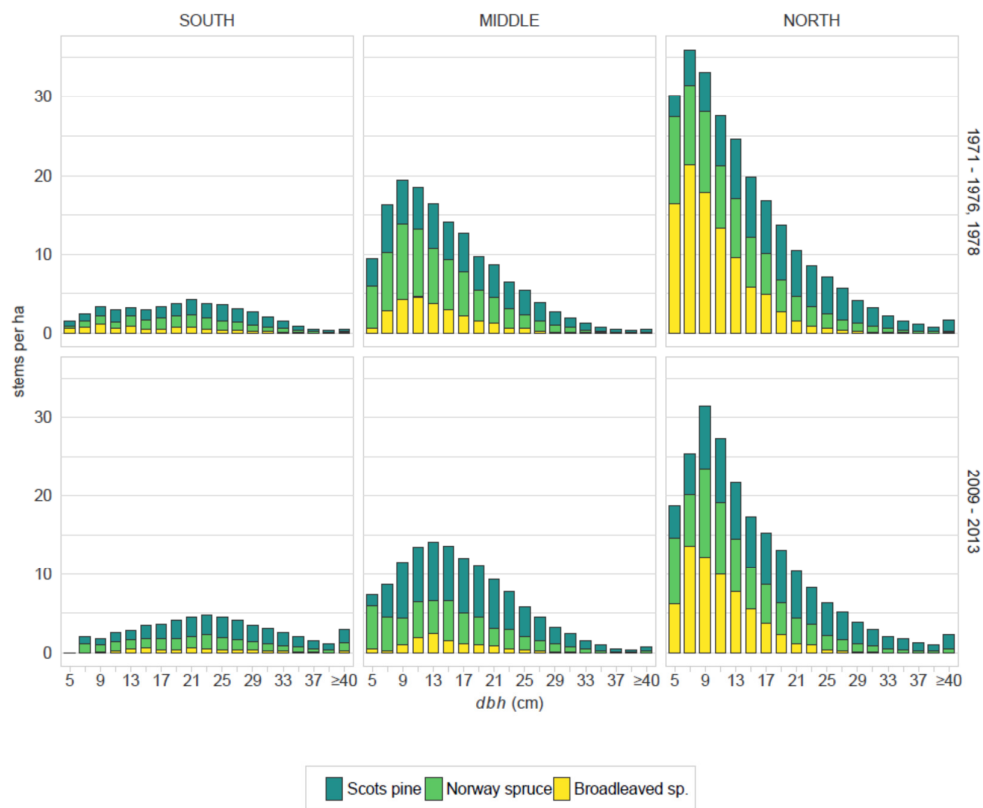 SOUTH MIDDLE NORTH
30
20
10
0
1971 - 1976, 1978
stems per ha
30
20
10
0
2009 - 2013
5 9 13 17 21 25 29 33 37 ≥40 5 9 13 17 21 25 29 33 37 ≥40 5 9 13 17 21 25 29 33 37 ≥40
dbh (cm)
Scots pine Norway spruce Broadleaved sp.